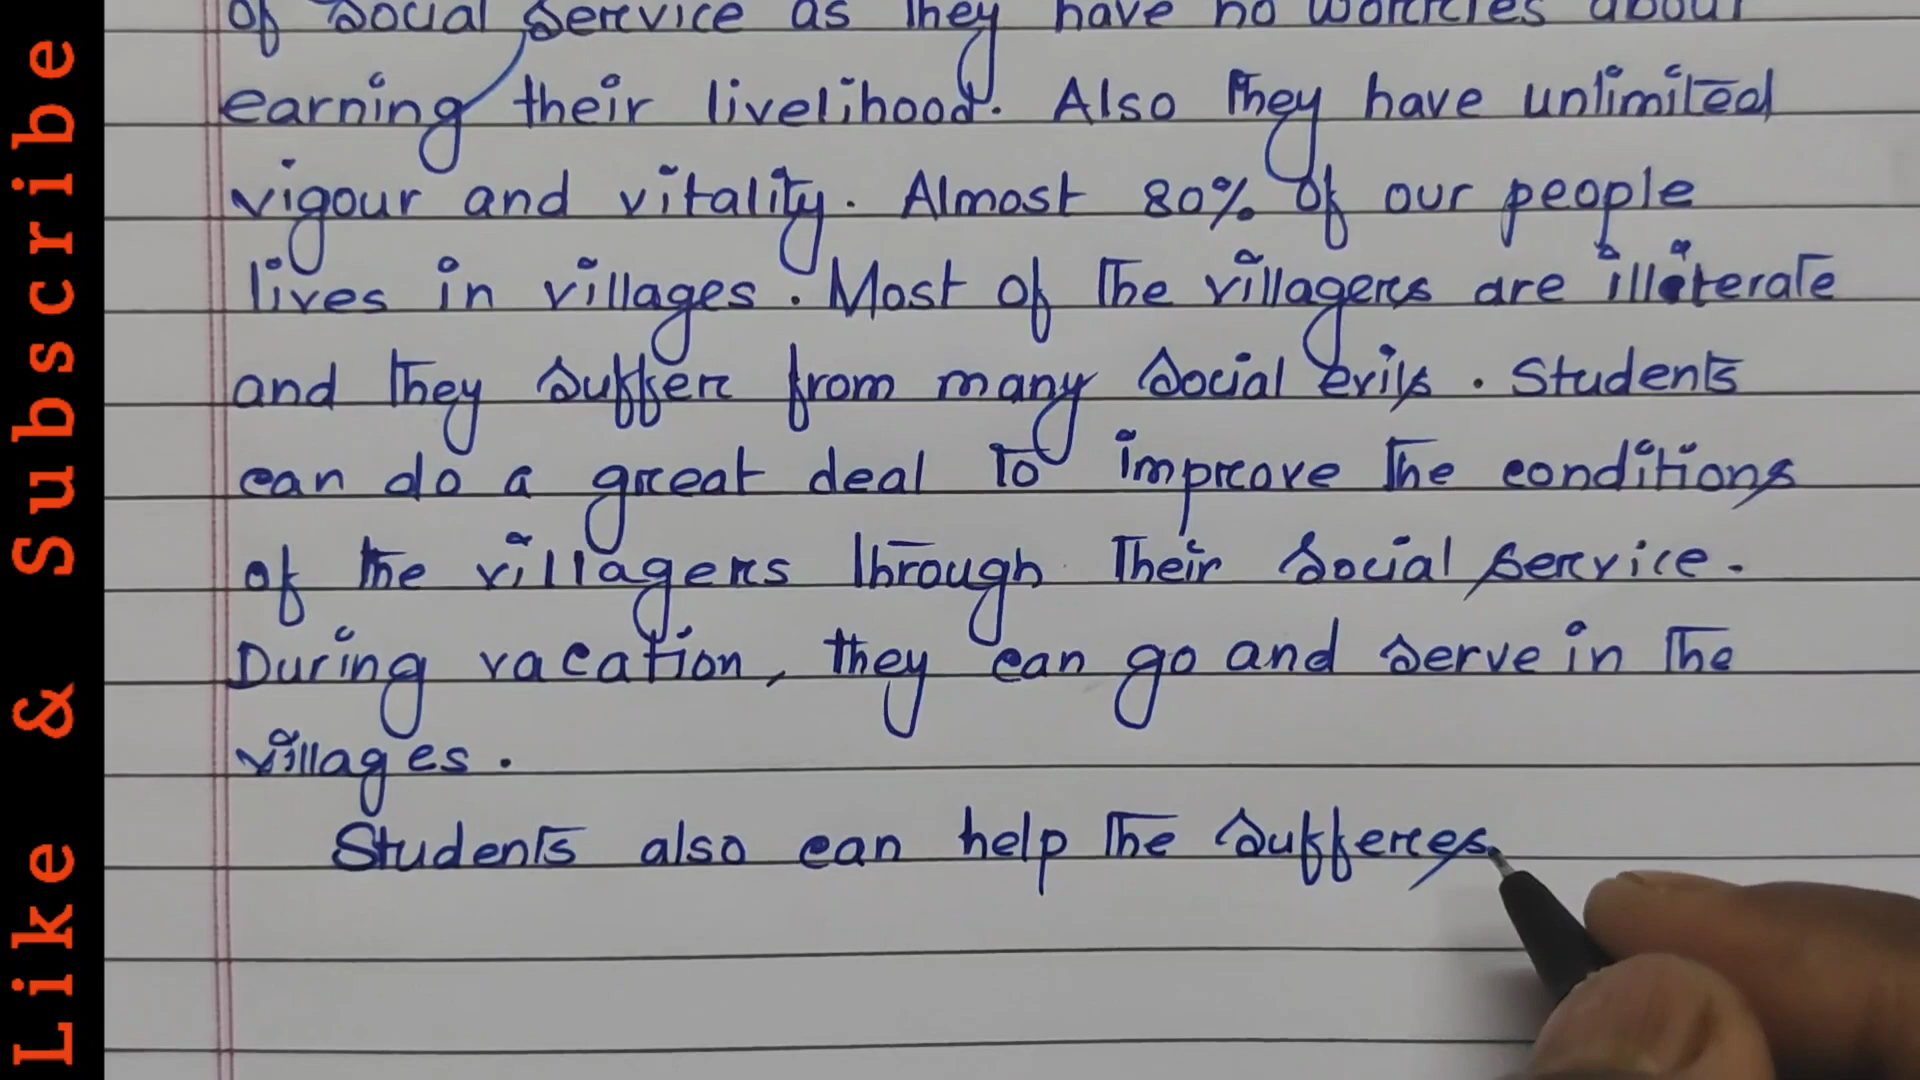 Like & Subscribe
of social service as they have no worries about
earning their livelihood. Also they have unlimited
vigour and vitality. Almost 80% of our people
lives in villages. Most of the villagers are illiterate
and they suffer from many social evils. Students
can do a great deal to improve the conditions
of the villagers through their social service.
During vacation, they can go and serve in the
villages.
Students also can help the sufferes